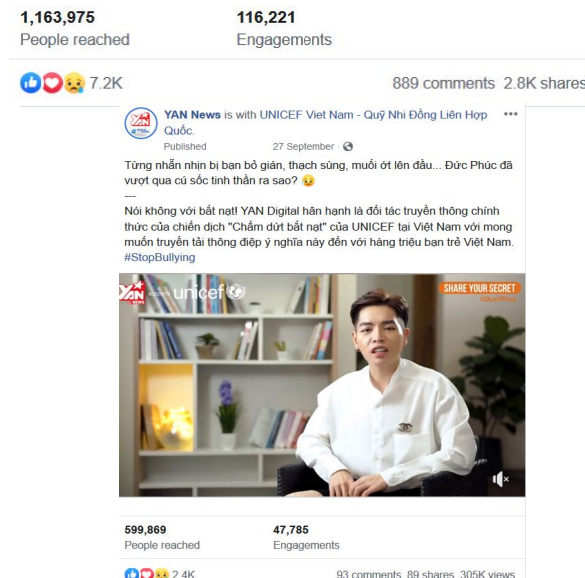 1,163,975 116,221
People reached Engagements
7.2K 889 comments 2.8K shares
YAN News is with UNICEF Viet Nam - Quỹ Nhi Đồng Liên Hợp
Quốc.
Published 27 September
Từng nhẫn nhịn bị bạn bỏ gián, thạch sùng, muối ớt lên đầu... Đức Phúc đã
vượt qua cú sốc tinh thần ra sao?
---
Nói không với bắt nạt! YAN Digital hân hạnh là đối tác truyền thông chính
thức của chiến dịch "Chấm dứt bắt nạt" của UNICEF tại Việt Nam với mong
muốn truyền tải thông điệp ý nghĩa này đến với hàng triệu bạn trẻ Việt Nam.
#StopBullying
YAN unicef
SHARE YOUR SECRET
#ĐứcPhúc
599,869 47,785
People reached Engagements
2.4K 93 comments 89 shares 305K views